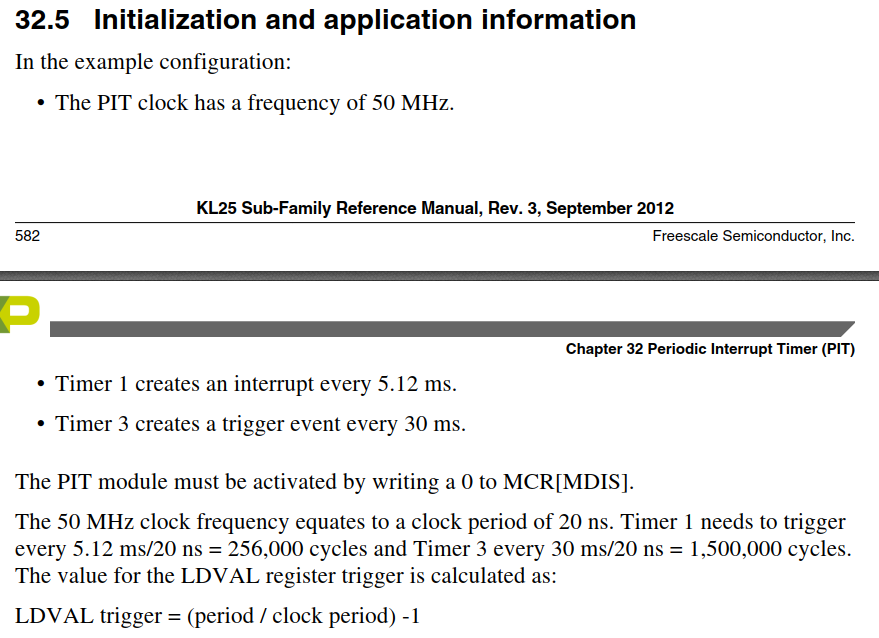 32.5 Initialization and application information
In the example configuration:
• The PIT clock has a frequency of 50 MHz.
KL25 Sub-Family Reference Manual, Rev. 3, September 2012
582
Freescale Semiconductor, Inc.
Chapter 32 Periodic Interrupt Timer (PIT)
• Timer 1 creates an interrupt every 5.12 ms.
• Timer 3 creates a trigger event every 30 ms.
The PIT module must be activated by writing a 0 to MCR[MDIS].
The 50 MHz clock frequency equates to a clock period of 20 ns. Timer 1 needs to trigger
every 5.12 ms/20 ns = 256,000 cycles and Timer 3 every 30 ms/20 ns = 1,500,000 cycles.
The value for the LDVAL register trigger is calculated as:
LDVAL trigger = (period / clock period) -1